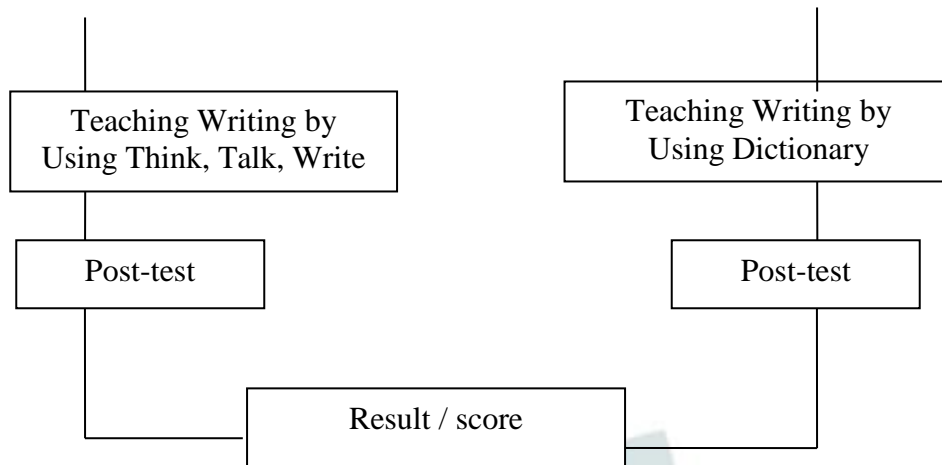 Teaching Writing by
Using Think, Talk, Write
Teaching Writing by
Using Dictionary
Post-test
Post-test
Result / score